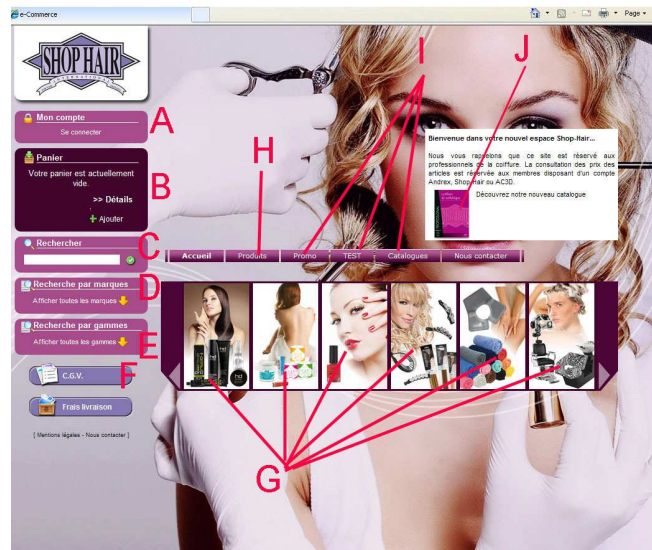 e-Commerce
Page
SHOP HAIR
INTERNATIONAL
Mon compte
Se connecter
A
Panier
Votre panier est actuellement
vide.
>> Détails
Ajouter
B
Rechercher
C
Recherche par marques
Afficher toutes les marques
D
Recherche par gammes
Afficher toutes les gammes
E
C.G.V.
F
Frais livraison
[ Mentions légales - Nous contacter ]
H
I
J
Bienvenue dans votre nouvel espace Shop-Hair...
Nous vous rappelons que ce site est réservé aux
professionnels de la coiffure. La consultation des prix des
articles est réservée aux membres disposant d'un compte
Andrex, Shop Hair ou AC3D.
Découvrez notre nouveau catalogue
Accueil Produits Promo TEST Catalogues Nous contacter
G